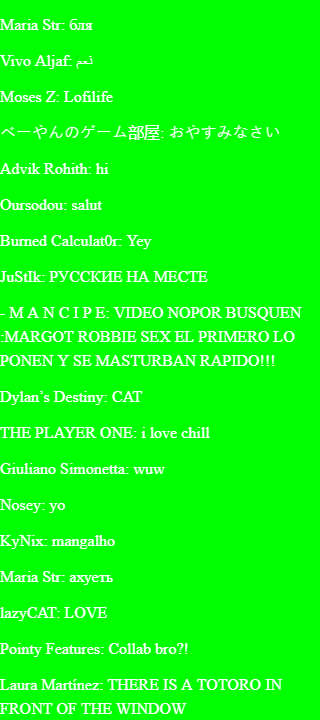 Maria Str: бля
Vivo Aljaf: نعم
Moses Z: Lofilife
べーやんのゲーム部屋: おやすみなさい
Advik Rohith: hi
Oursodou: salut
Burned Calculat0r: Yey
JuStIk: РУССКИЕ НА МЕСТЕ
- M A N C I P E: VIDEO NOPOR BUSQUEN
:MARGOT ROBBIE SEX EL PRIMERO LO
PONEN Y SE MASTURBAN RAPIDO!!!
Dylan's Destiny: CAT
THE PLAYER ONE: i love chill
Giuliano Simonetta: wuw
Nosey: yo
KyNix: mangalho
Maria Str: ахуеть
lazyCAT: LOVE
Pointy Features: Collab bro?!
Laura Martínez: THERE IS A TOTORO IN
FRONT OF THE WINDOW